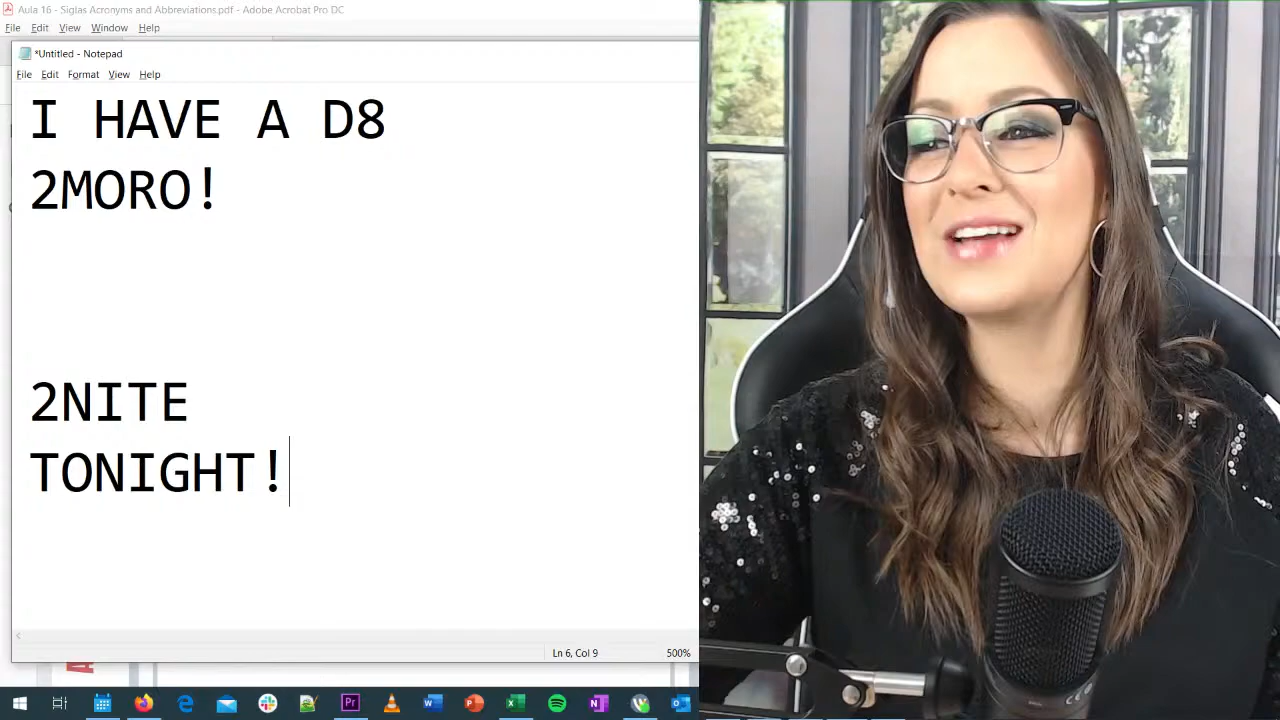 Aula 16 - Siglas Acronyms and Abbreviations.pdf - Adobe Acrobat Pro DC
File Edit View Window Help
*Untitled - Notepad
File Edit Format View Help
I HAVE A D8
2MORO!
2NITE
TONIGHT!
Ln 6, Col 9 500%